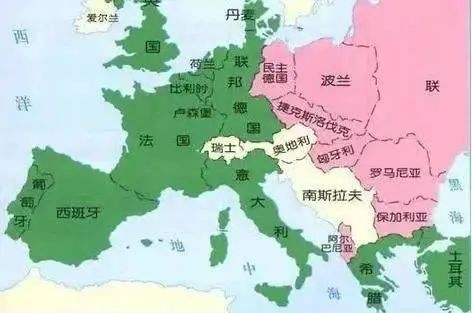 爱尔兰
英
国
丹麦
荷兰
比利时
卢森堡
联
邦
德
国
民主
德国
波兰
联
西
洋
法
国
瑞士
奥地利
捷克斯洛伐克
匈牙利
罗马尼亚
黑
海
南斯拉夫
保加利亚
阿尔
巴尼亚
意
大
利
葡
萄
牙
西班牙
地
中
海
希
腊
土耳其